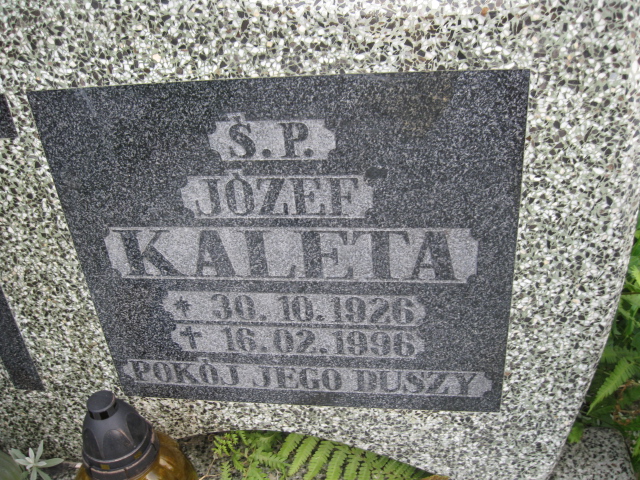 Ś.P.
JÓZEF
KALETA
* 30.10.1926
✝ 16.02.1996
POKÓJ JEGO DUSZY